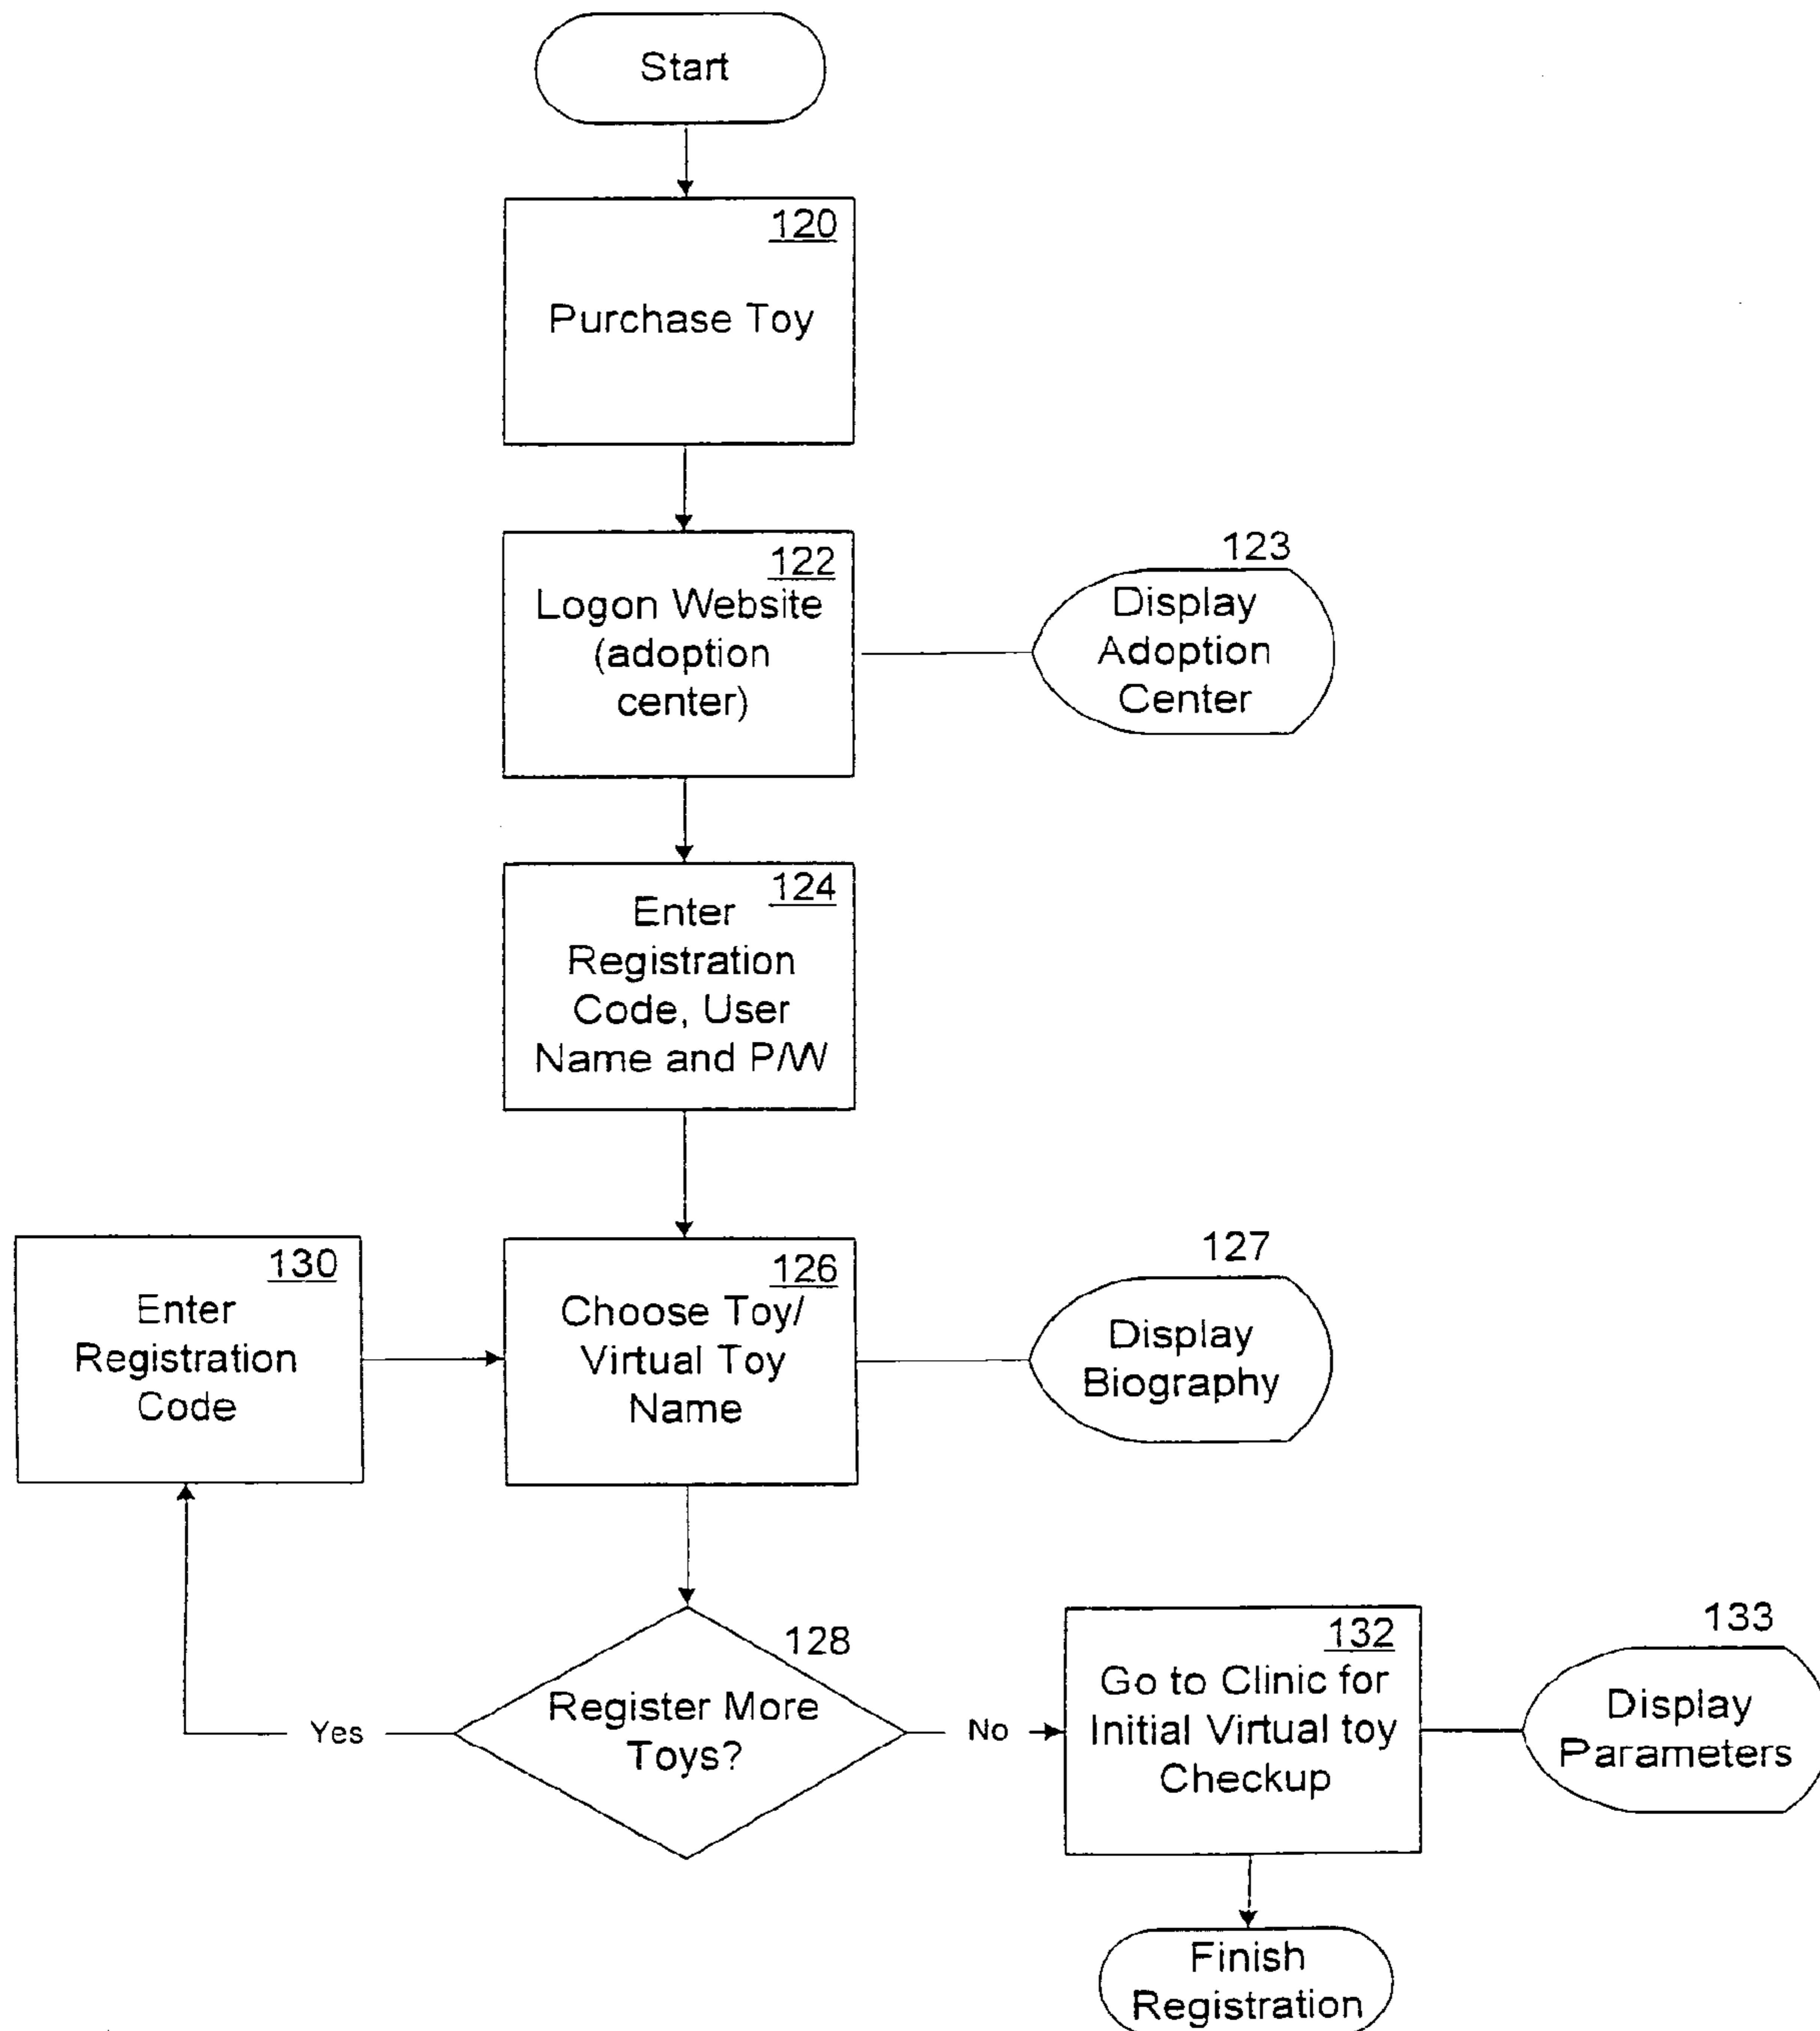 Start
120
Purchase Toy
122
Logon Website
(adoption
center)
123
Display
Adoption
Center
124
Enter
Registration
Code, User
Name and P/W
130
Enter
Registration
Code
126
Choose Toy/
Virtual Toy
Name
127
Display
Biography
128
Register More
Toys?
Yes
No
132
Go to Clinic for
Initial Virtual toy
Checkup
133
Display
Parameters
Finish
Registration